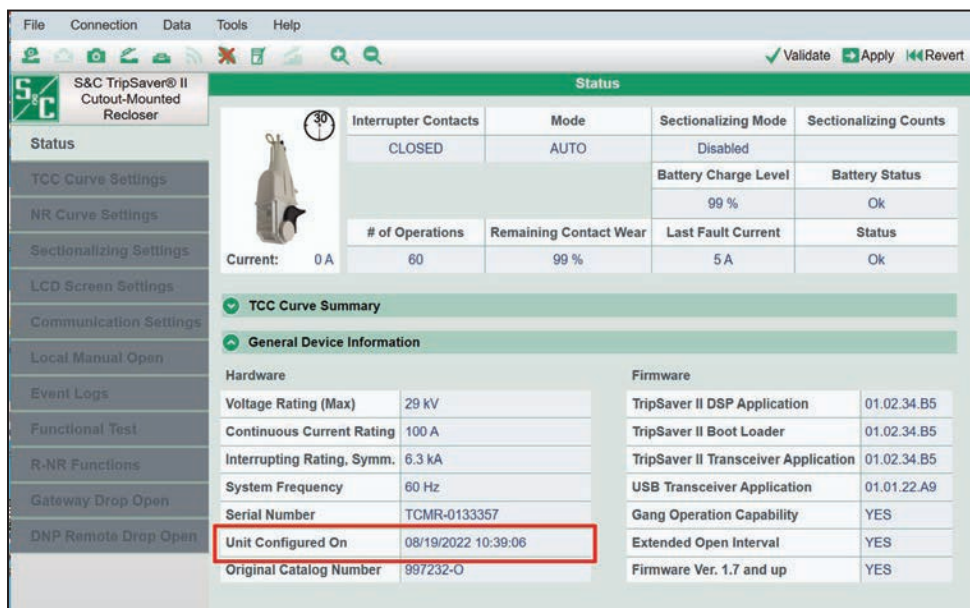 File Connection Data Tools Help
Validate Apply Revert
S&C
S&C TripSaver® II
Cutout-Mounted
Recloser
Status
TCC Curve Settings
NR Curve Settings
Sectionalizing Settings
LCD Screen Settings
Communication Settings
Local Manual Open
Event Logs
Functional Test
R-NR Functions
Gateway Drop Open
DNP Remote Drop Open
Status
30
Current: 0 A
Interrupter Contacts Mode Sectionalizing Mode Sectionalizing Counts
CLOSED AUTO Disabled
Battery Charge Level Battery Status
99 % Ok
# of Operations Remaining Contact Wear Last Fault Current Status
60 99 % 5 A Ok
TCC Curve Summary
General Device Information
Hardware
Voltage Rating (Max) 29 kV
Continuous Current Rating 100 A
Interrupting Rating, Symm. 6.3 kA
System Frequency 60 Hz
Serial Number TCMR-0133357
Unit Configured On 08/19/2022 10:39:06
Original Catalog Number 997232-O
Firmware
TripSaver II DSP Application 01.02.34.B5
TripSaver II Boot Loader 01.02.34.B5
TripSaver II Transceiver Application 01.02.34.B5
USB Transceiver Application 01.01.22.A9
Gang Operation Capability YES
Extended Open Interval YES
Firmware Ver. 1.7 and up YES